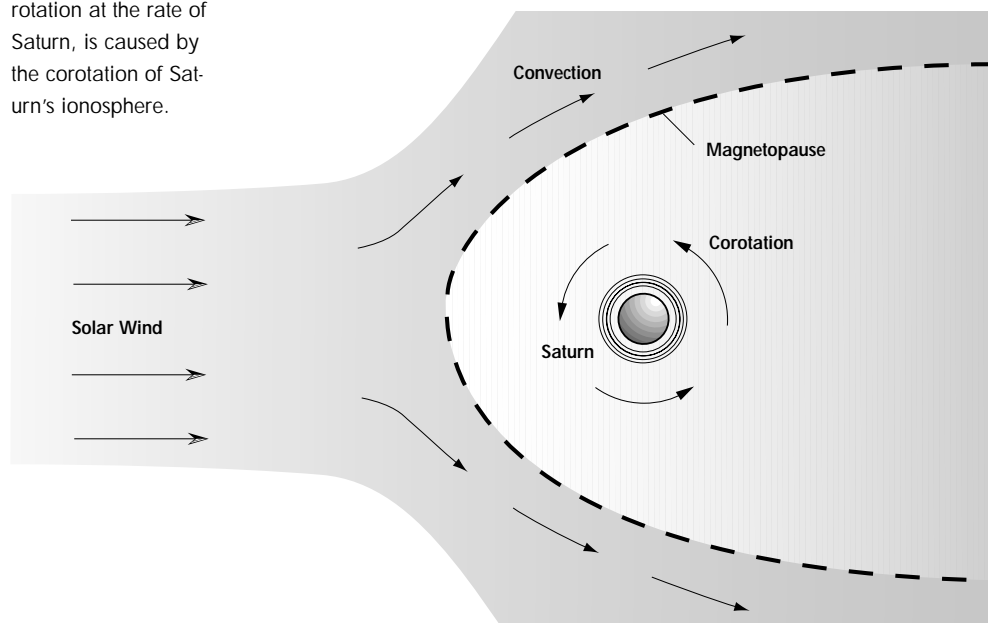 rotation at the rate of
Saturn, is caused by
the corotation of Sat-
urn's ionosphere.
Convection
Magnetopause
Corotation
Solar Wind
Saturn